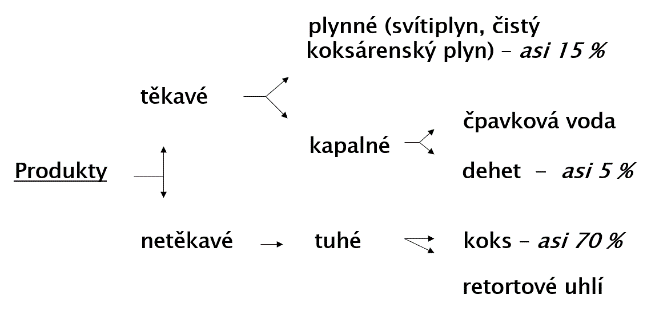 plynné (svítiplyn, čistý
koksárenský plyn) – asi 15 %
těkavé
čpavková voda
kapalné
Produkty
dehet – asi 5 %
netěkavé
tuhé
koks – asi 70 %
retortové uhlí